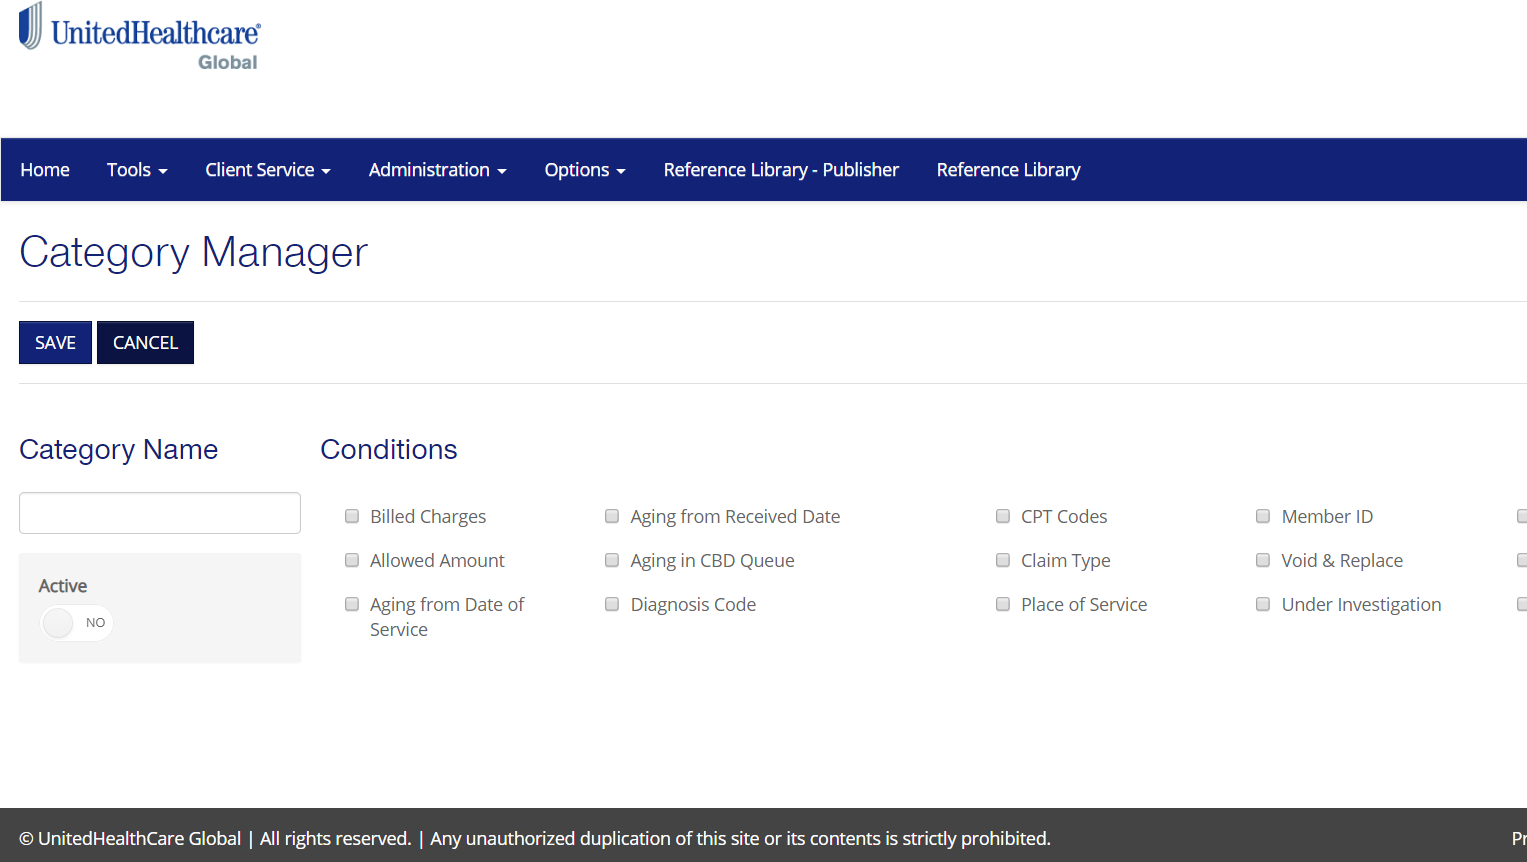 UnitedHealthcare®
Global
Home Tools Client Service Administration Options Reference Library - Publisher Reference Library
Category Manager
SAVE CANCEL
Category Name Conditions
Billed Charges Aging from Received Date CPT Codes Member ID
Allowed Amount Aging in CBD Queue Claim Type Void & Replace
Aging from Date of Diagnosis Code Place of Service Under Investigation
Service
Active
NO
© UnitedHealthCare Global | All rights reserved. | Any unauthorized duplication of this site or its contents is strictly prohibited.